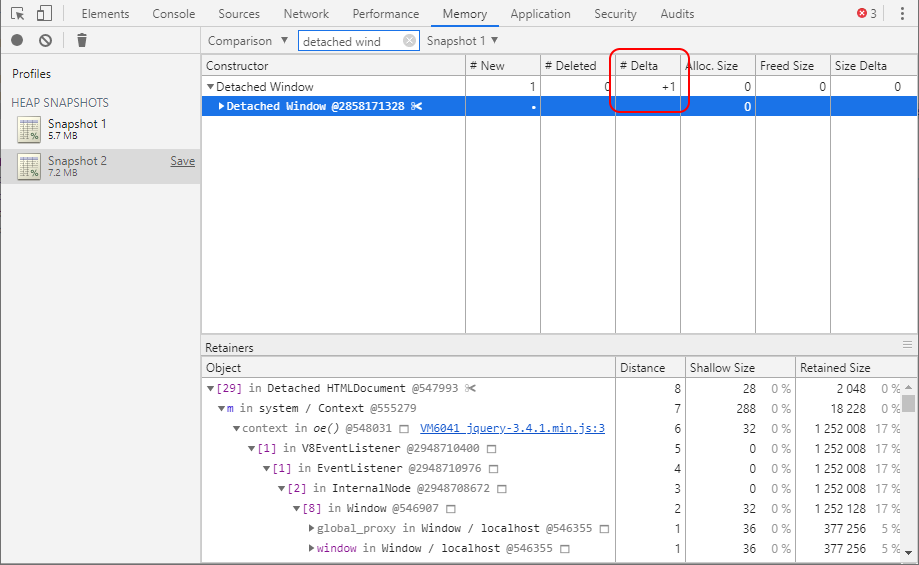 Elements Console Sources Network Performance Memory Application Security Audits 3
Comparison ▼ detached wind Snapshot 1 ▼
Profiles
HEAP SNAPSHOTS
Snapshot 1
5.7 MB
Snapshot 2 Save
7.2 MB
Constructor # New # Deleted # Delta Alloc. Size Freed Size Size Delta
▼Detached Window 1 0 +1 0 0 0
▶Detached Window @2858171328 • 0
Retainers
Object Distance Shallow Size Retained Size
▼[29] in Detached HTMLDocument @547993 8 28 0 % 2 048 0 %
▼m in system / Context @555279 7 288 0 % 18 228 0 %
▼context in oe() @548031 VM6041 jquery-3.4.1.min.js:3 6 32 0 % 1 252 008 17 %
▼[1] in V8EventListener @2948710400 5 0 0 % 1 252 008 17 %
▼[1] in EventListener @2948710976 4 0 0 % 1 252 008 17 %
▼[2] in InternalNode @2948708672 3 0 0 % 1 252 008 17 %
▼[8] in Window @546907 2 32 0 % 1 252 128 17 %
▶global_proxy in Window / localhost @546355 1 36 0 % 377 256 5 %
▶window in Window / localhost @546355 1 36 0 % 377 256 5 %